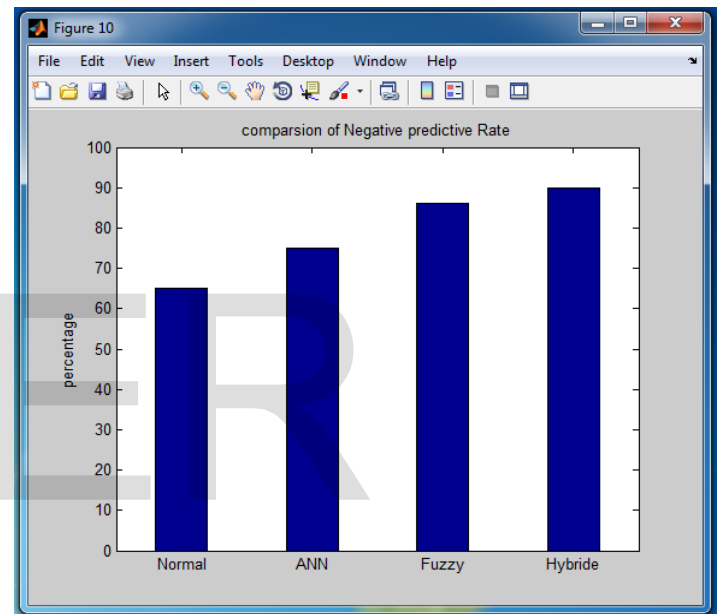 Figure 10
File Edit View Insert Tools Desktop Window Help
comparsion of Negative predictive Rate
100
90
80
70
60
50
40
30
20
10
0
percentage
Normal ANN Fuzzy Hybride
ER